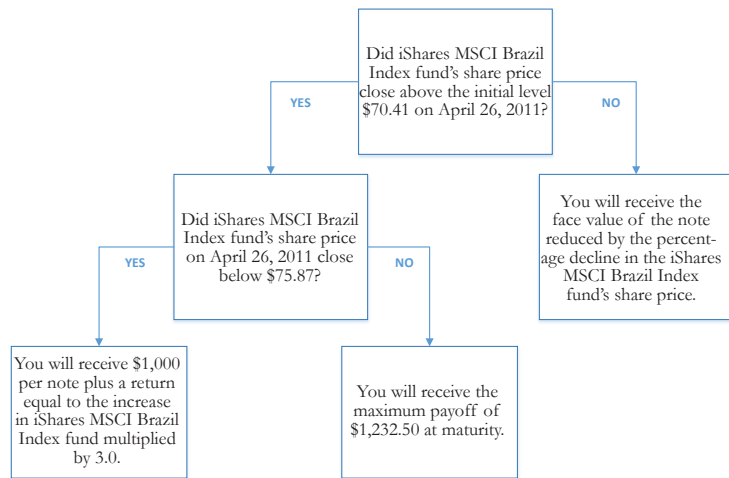 Did iShares MSCI Brazil
Index fund’s share price
close above the initial level
$70.41 on April 26, 2011?
YES
NO
Did iShares MSCI Brazil
Index fund’s share price
on April 26, 2011 close
below $75.87?
You will receive the
face value of the note
reduced by the percent-
age decline in the iShares
MSCI Brazil Index
fund’s share price.
YES
NO
You will receive $1,000
per note plus a return
equal to the increase
in iShares MSCI Brazil
Index fund multiplied
by 3.0.
You will receive the
maximum payoff of
$1,232.50 at maturity.